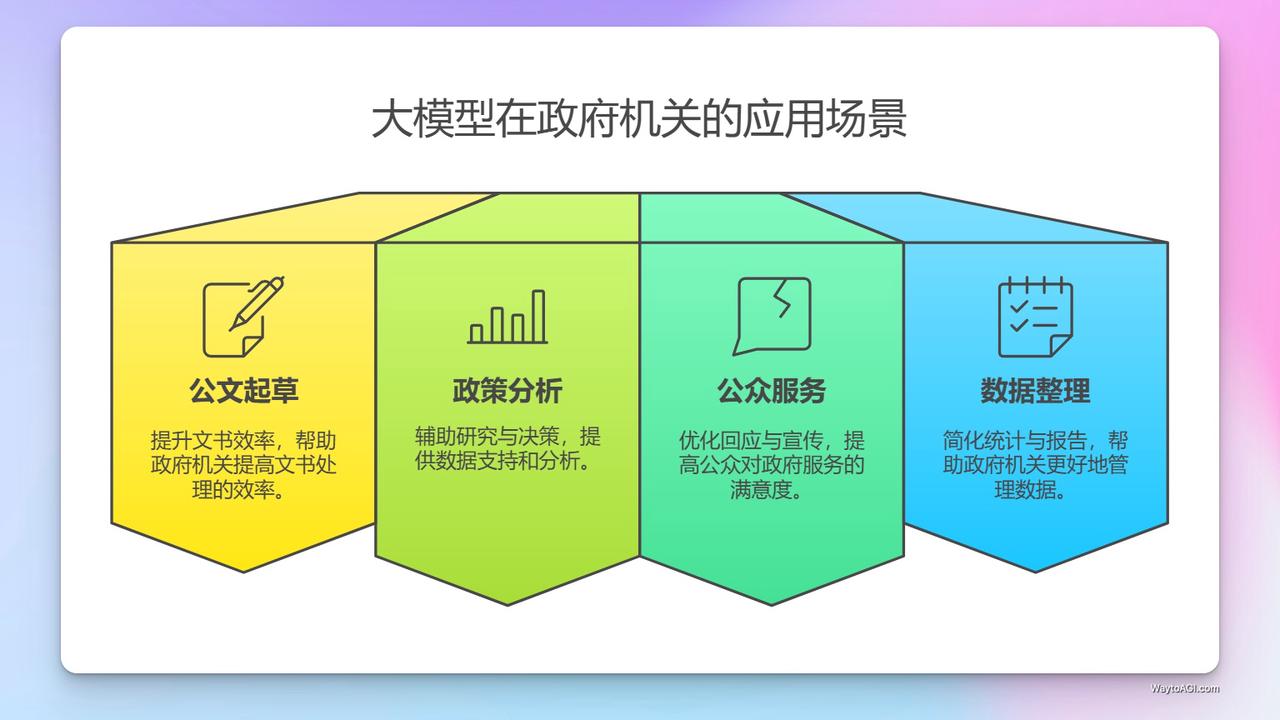 大模型在政府机关的应用场景
公文起草
提升文书效率，帮助
政府机关提高文书处
理的效率。
政策分析
辅助研究与决策，提
供数据支持和分析。
公众服务
优化回应与宣传，提
高公众对政府服务的
满意度。
数据整理
简化统计与报告，帮
助政府机关更好地管
理数据。
WaytoAGI.com